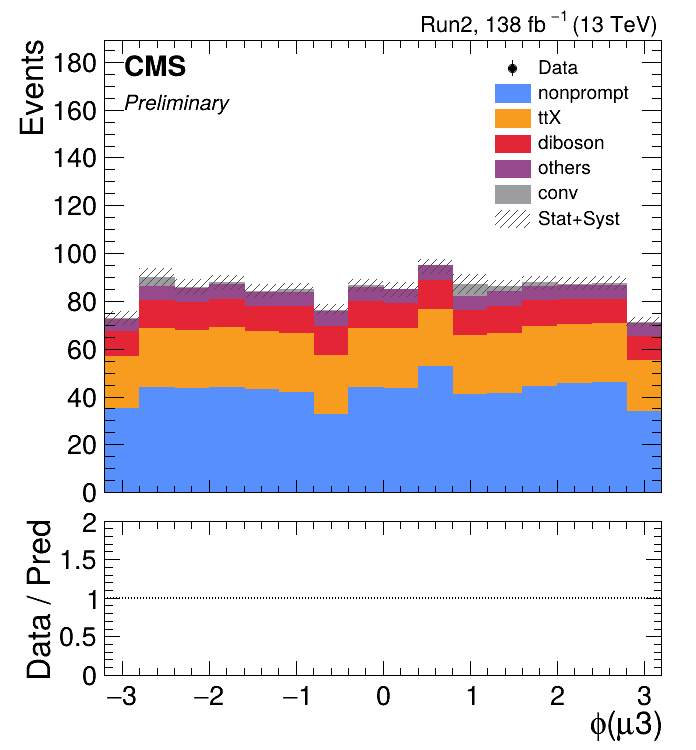 Run2, 138 fb⁻¹ (13 TeV)
CMS
Preliminary
Events
180
160
140
120
100
80
60
40
20
0
Data
nonprompt
ttX
diboson
others
conv
Stat+Syst
Data / Pred
2
1.5
1
0.5
0
−3
−2
−1
0
1
2
3
ϕ(μ3)